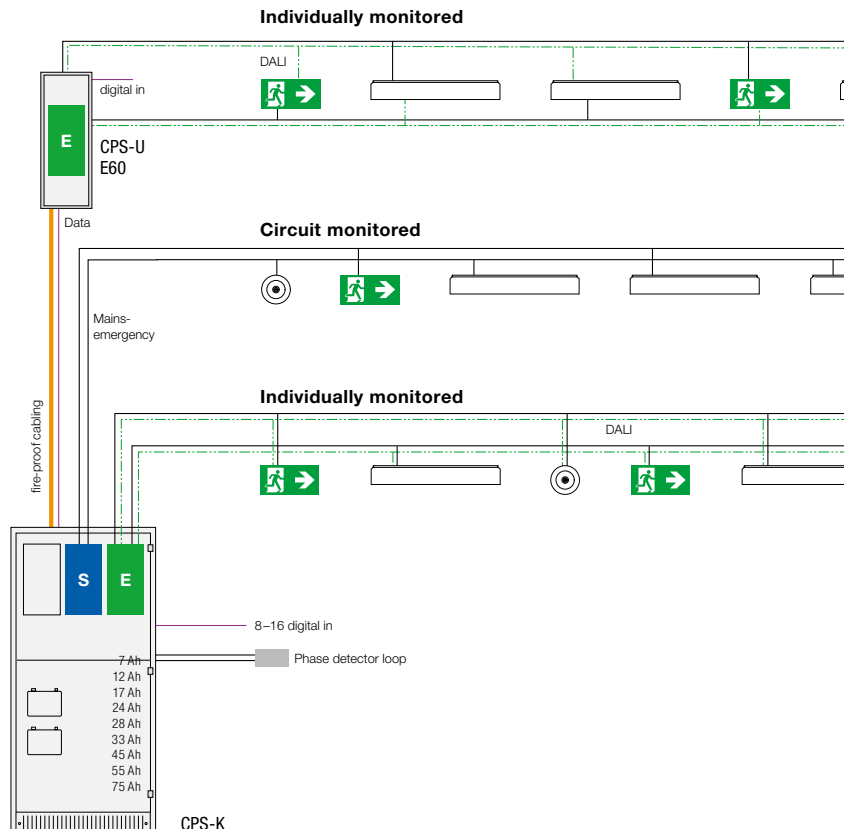 Individually monitored
DALI
digital in
E
CPS-U
E60
Data
Circuit monitored
Mains-
emergency
fire-proof cabling
Individually monitored
DALI
S
E
8–16 digital in
Phase detector loop
7 Ah
12 Ah
17 Ah
24 Ah
28 Ah
33 Ah
45 Ah
55 Ah
75 Ah
CPS-K